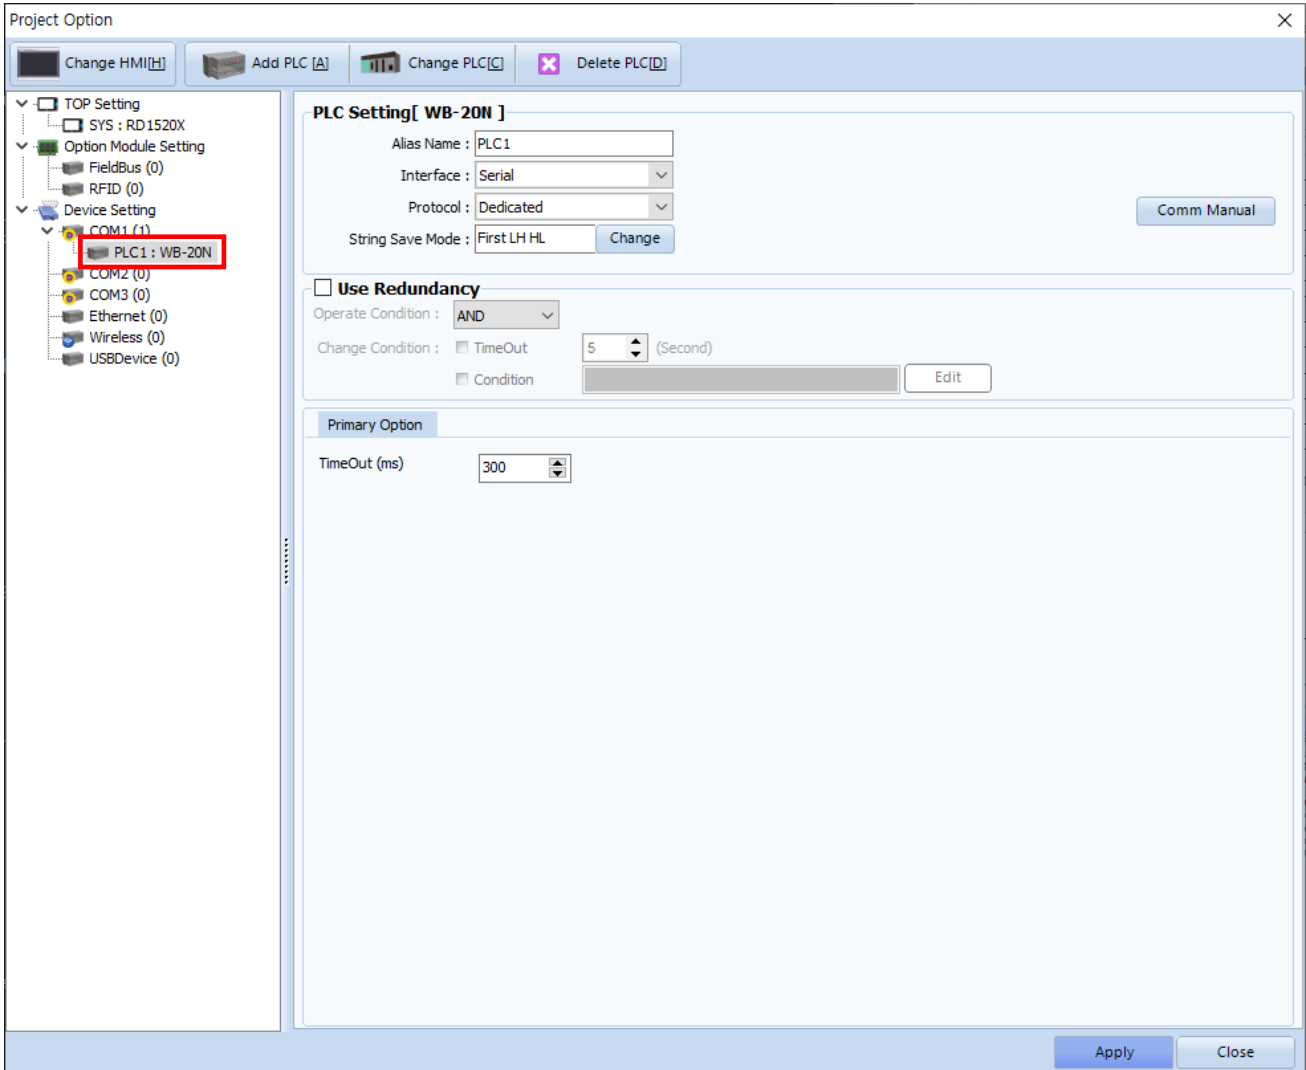 Project Option
Change HMI[H]
Add PLC [A]
Change PLC[C]
Delete PLC[D]
TOP Setting
SYS : RD1520X
Option Module Setting
FieldBus (0)
RFID (0)
Device Setting
COM1 (1)
PLC1 : WB-20N
COM2 (0)
COM3 (0)
Ethernet (0)
Wireless (0)
USBDevice (0)
PLC Setting[ WB-20N ]
Alias Name : PLC1
Interface : Serial
Protocol : Dedicated
Comm Manual
String Save Mode : First LH HL Change
Use Redundancy
Operate Condition : AND
Change Condition : TimeOut 5 (Second)
Condition Edit
Primary Option
TimeOut (ms) 300
Apply Close